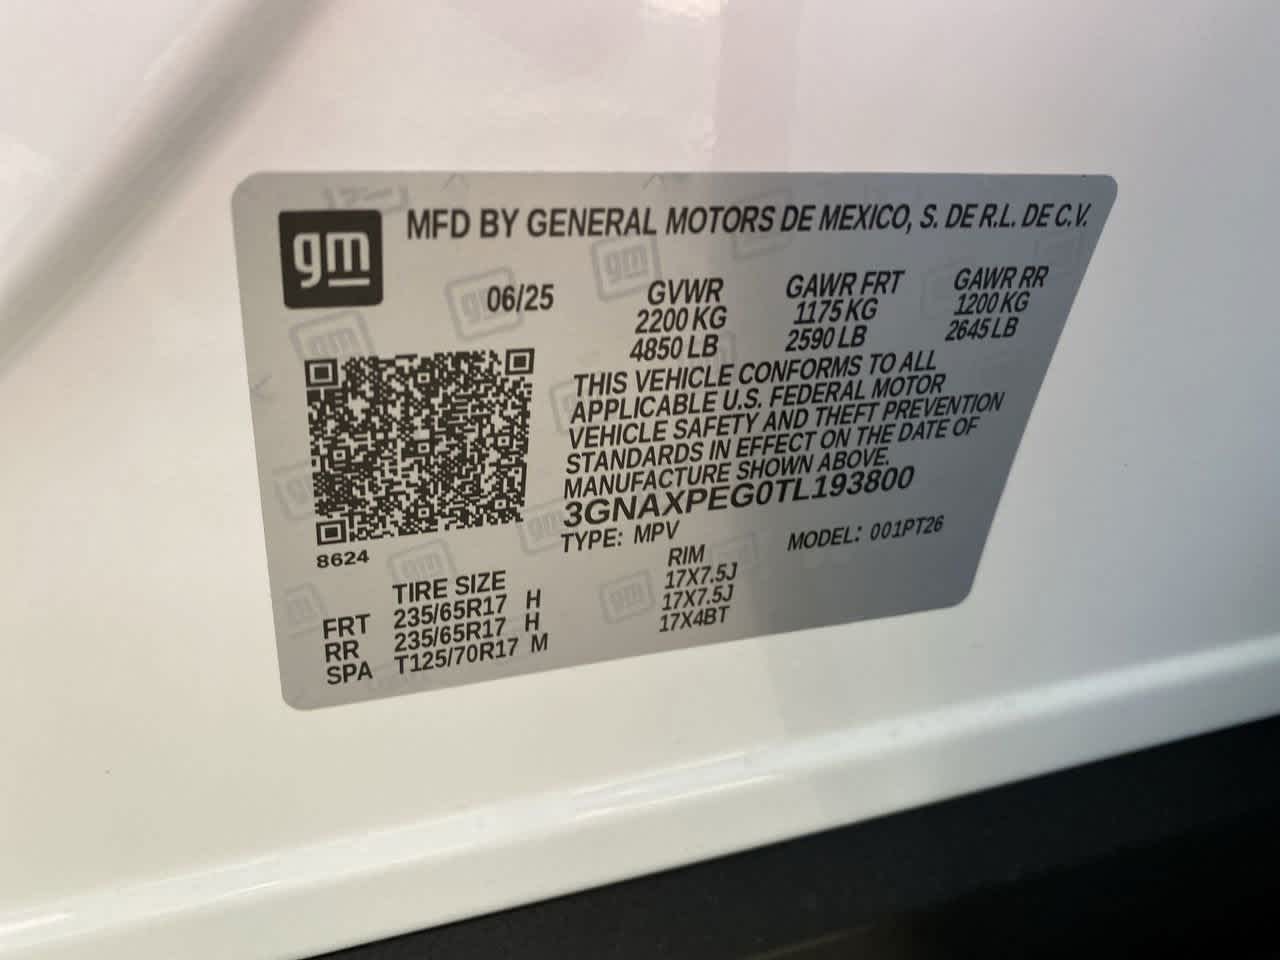 gm MFD BY GENERAL MOTORS DE MEXICO, S. DE R.L. DE C.V.
06/25 GVWR GAWR FRT GAWR RR
2200 KG 1175 KG 1200 KG
4850 LB 2590 LB 2645 LB
THIS VEHICLE CONFORMS TO ALL
APPLICABLE U.S. FEDERAL MOTOR
VEHICLE SAFETY AND THEFT PREVENTION
STANDARDS IN EFFECT ON THE DATE OF
MANUFACTURE SHOWN ABOVE.
3GNAXPEG0TL193800
TYPE: MPV MODEL: 001PT26
8624
TIRE SIZE RIM
FRT 235/65R17 H 17X7.5J
RR 235/65R17 H 17X7.5J
SPA T125/70R17 M 17X4BT